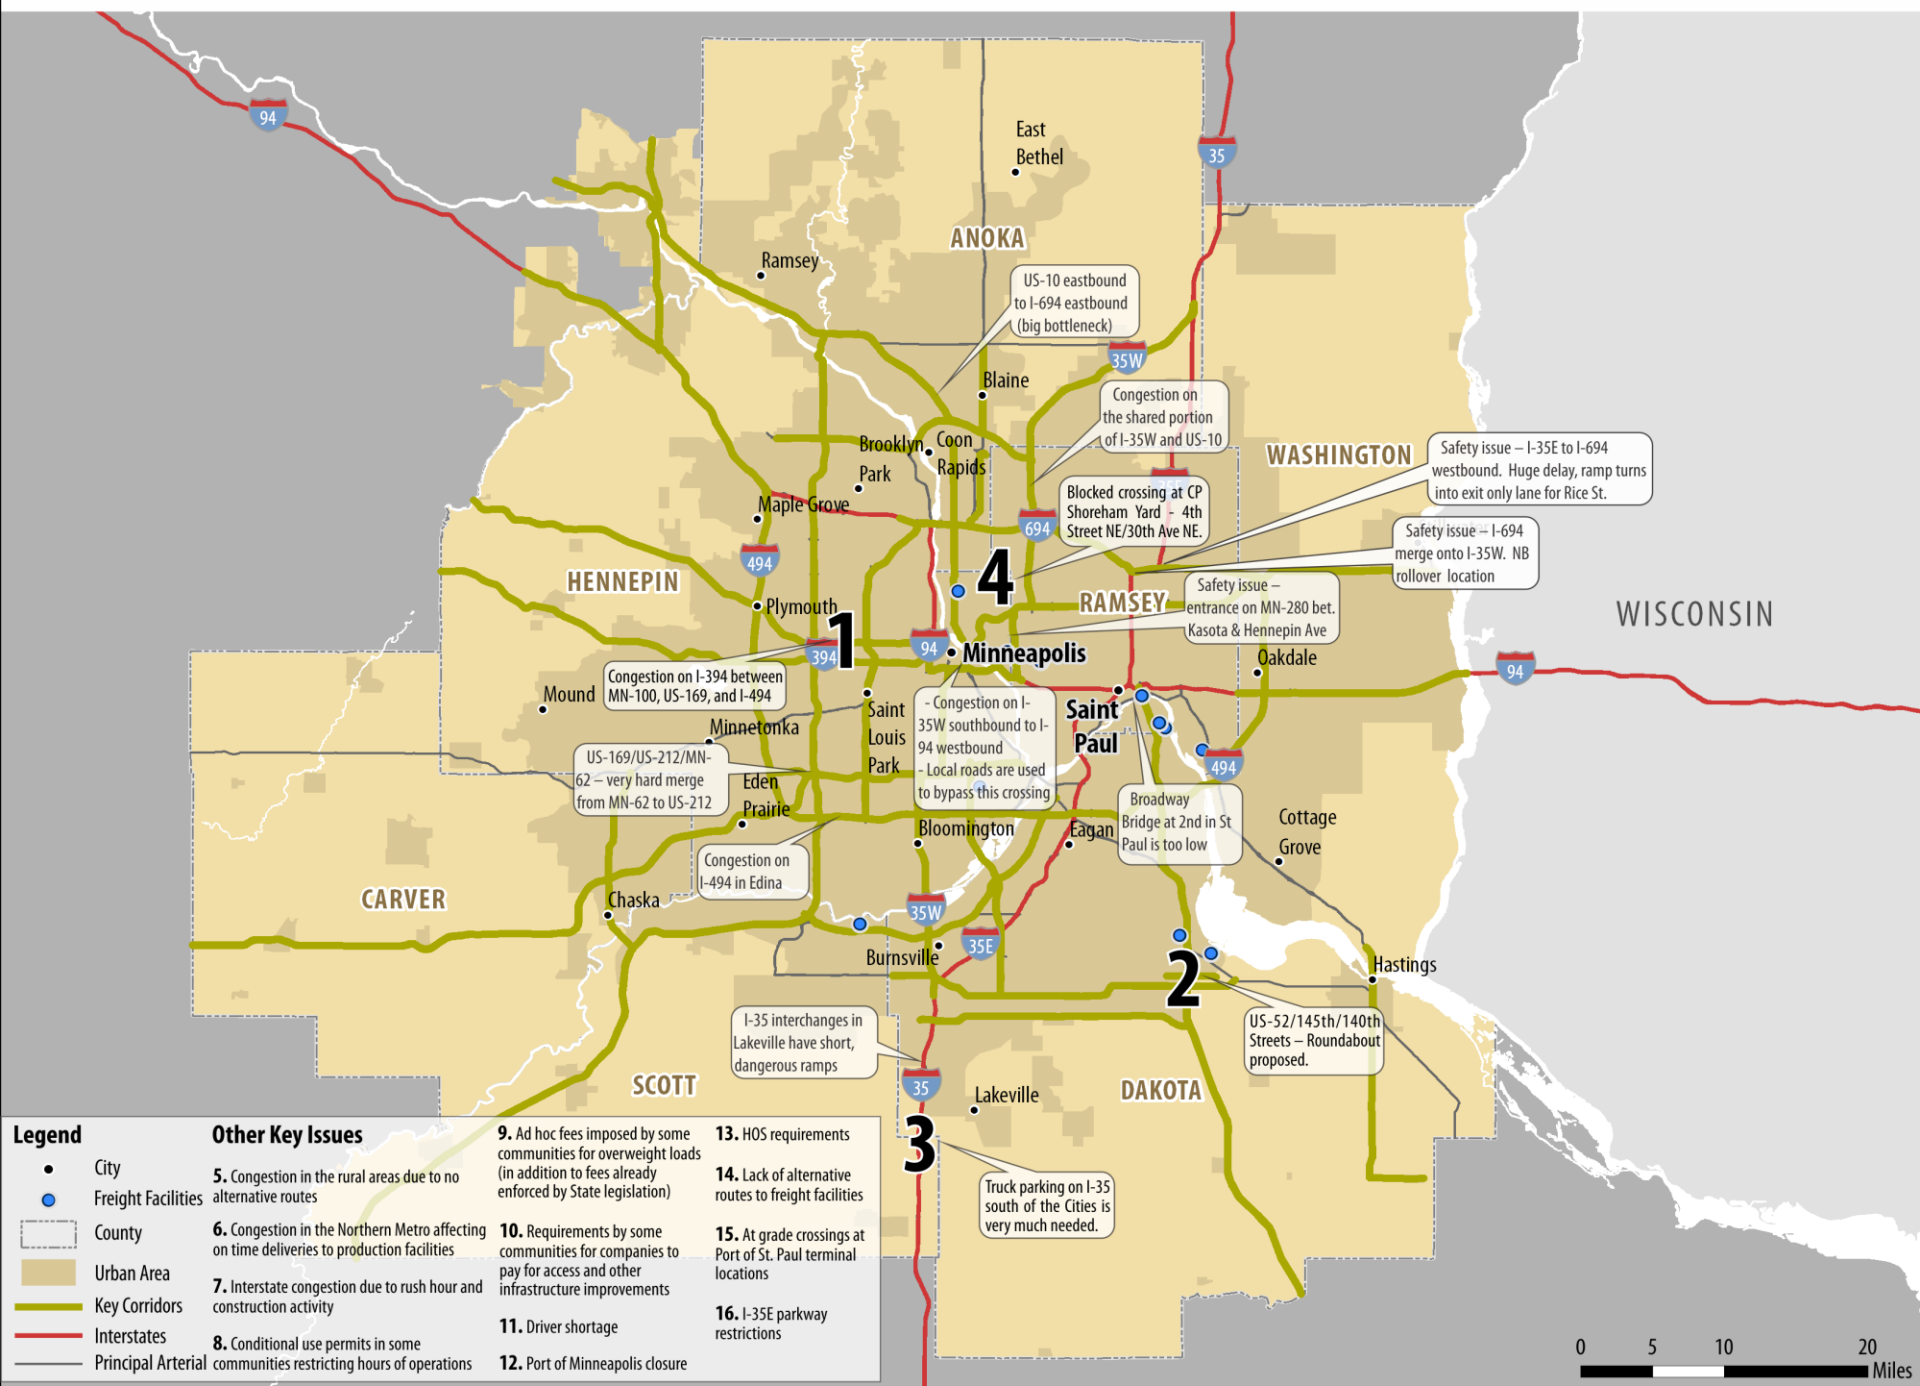 94
35
East
Bethel
ANOKA
Ramsey
US-10 eastbound
to I-694 eastbound
(big bottleneck)
35W
Blaine
Congestion on
the shared portion
of I-35W and US-10
Brooklyn
Park
Coon
Rapids
WASHINGTON
Safety issue – I-35E to I-694
westbound. Huge delay, ramp turns
into exit only lane for Rice St.
Maple Grove
Blocked crossing at CP
Shoreham Yard - 4th
Street NE/30th Ave NE.
694
Safety issue – I-694
merge onto I-35W. NB
rollover location
494
HENNEPIN
4
Safety issue –
entrance on MN-280 bet.
Kasota & Hennepin Ave
RAMSEY
Plymouth
WISCONSIN
1
394
94
Minneapolis
Oakdale
94
Congestion on I-394 between
MN-100, US-169, and I-494
Mound
Saint
Louis
Park
- Congestion on I-
35W southbound to I-
94 westbound
- Local roads are used
to bypass this crossing
Saint
Paul
Minnetonka
US-169/US-212/MN-
62 – very hard merge
from MN-62 to US-212
Eden
Prairie
494
Broadway
Bridge at 2nd in St
Paul is too low
Cottage
Grove
Bloomington
Eagan
Congestion on
I-494 in Edina
CARVER
Chaska
35W
35E
Burnsville
2
Hastings
I-35 interchanges in
Lakeville have short,
dangerous ramps
US-52/145th/140th
Streets – Roundabout
proposed.
SCOTT
35
Lakeville
DAKOTA
3
Truck parking on I-35
south of the Cities is
very much needed.
Legend
City
Freight Facilities
County
Urban Area
Key Corridors
Interstates
Principal Arterial
Other Key Issues
5. Congestion in the rural areas due to no
alternative routes
6. Congestion in the Northern Metro affecting
on time deliveries to production facilities
7. Interstate congestion due to rush hour and
construction activity
8. Conditional use permits in some
communities restricting hours of operations
9. Ad hoc fees imposed by some
communities for overweight loads
(in addition to fees already
enforced by State legislation)
10. Requirements by some
communities for companies to
pay for access and other
infrastructure improvements
11. Driver shortage
12. Port of Minneapolis closure
13. HOS requirements
14. Lack of alternative
routes to freight facilities
15. At grade crossings at
Port of St. Paul terminal
locations
16. I-35E parkway
restrictions
0 5 10 20
Miles